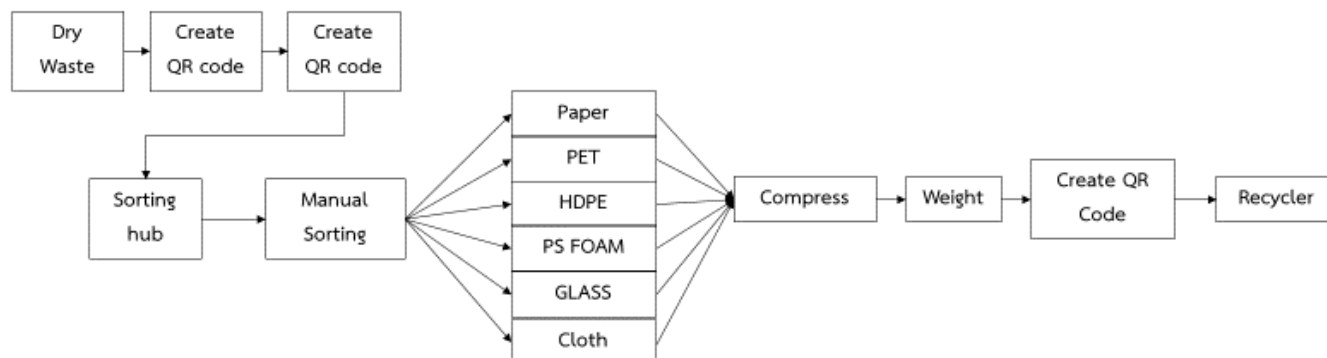 Dry
Waste
Create
QR code
Create
QR code
Sorting
hub
Manual
Sorting
Paper
PET
HDPE
PS FOAM
GLASS
Cloth
Compress
Weight
Create QR
Code
Recycler